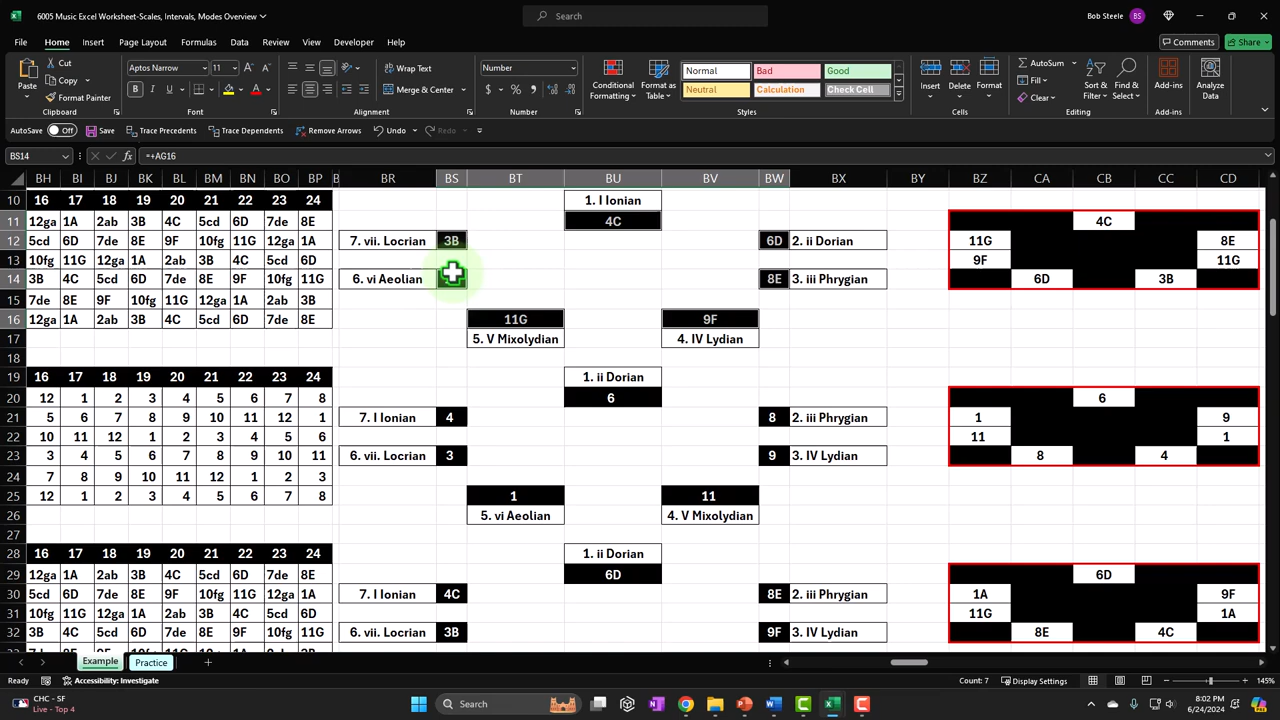 6005 Music Excel Worksheet-Scales, Intervals, Modes Overview
Search
Bob Steele BS
File Home Insert Draw Page Layout Formulas Data Review View Developer Help
Comments Share
Paste Cut Copy Format Painter
Clipboard
Aptos Narrow 11
Font
Wrap Text
Merge & Center
Alignment
Number
Number
Conditional Formatting Format as Table
Normal Bad Good
Neutral Calculation Check Cell
Styles
Insert Delete Format
Cells
Fill Clear Sort & Filter Find & Select
Editing
Add-ins
Add-ins
Analyze Data
AutoSave Off Save Trace Precedents Trace Dependents Remove Arrows Undo Redo
BS14 fx =+AG16
BH BI BJ BK BL BM BN BO BP B BR BS BT BU BV BW BX BY BZ CA CB CC CD
10 16 17 18 19 20 21 22 23 24 1. I Ionian
11 12ga 1A 2ab 3B 4C 5cd 6D 7de 8E 4C 4C
12 5cd 6D 7de 8E 9F 10fg 11G 12ga 1A 7. vii. Locrian 3B 6D 2. ii Dorian 11G 8E
13 10fg 11G 12ga 1A 2ab 3B 4C 5cd 6D 9F 11G
14 3B 4C 5cd 6D 7de 8E 9F 10fg 11G 6. vi Aeolian 8E 3. iii Phrygian 6D 3B
15 7de 8E 9F 10fg 11G 12ga 1A 2ab 3B
16 12ga 1A 2ab 3B 4C 5cd 6D 7de 8E 11G 9F
17 5. V Mixolydian 4. IV Lydian
18
19 16 17 18 19 20 21 22 23 24 1. ii Dorian
20 12 1 2 3 4 5 6 7 8 6 6
21 5 6 7 8 9 10 11 12 1 7. I Ionian 4 8 2. iii Phrygian 1 9
22 10 11 12 1 2 3 4 5 6 11 1
23 3 4 5 6 7 8 9 10 11 6. vii. Locrian 3 9 3. IV Lydian 8 4
24 7 8 9 10 11 12 1 2 3
25 12 1 2 3 4 5 6 7 8 1 11
26 5. vi Aeolian 4. V Mixolydian
27
28 16 17 18 19 20 21 22 23 24 1. ii Dorian
29 12ga 1A 2ab 3B 4C 5cd 6D 7de 8E 6D 6D
30 5cd 6D 7de 8E 9F 10fg 11G 12ga 1A 7. I Ionian 4C 8E 2. iii Phrygian 1A 9F
31 10fg 11G 12ga 1A 2ab 3B 4C 5cd 6D 11G 1A
32 3B 4C 5cd 6D 7de 8E 9F 10fg 11G 6. vii. Locrian 3B 9F 3. IV Lydian 8E 4C
Example Practice
Ready Accessibility: Investigate Count: 7 Display Settings 145%
CHC - SF
Live - Top 4
Search
8:02 PM
6/24/2024